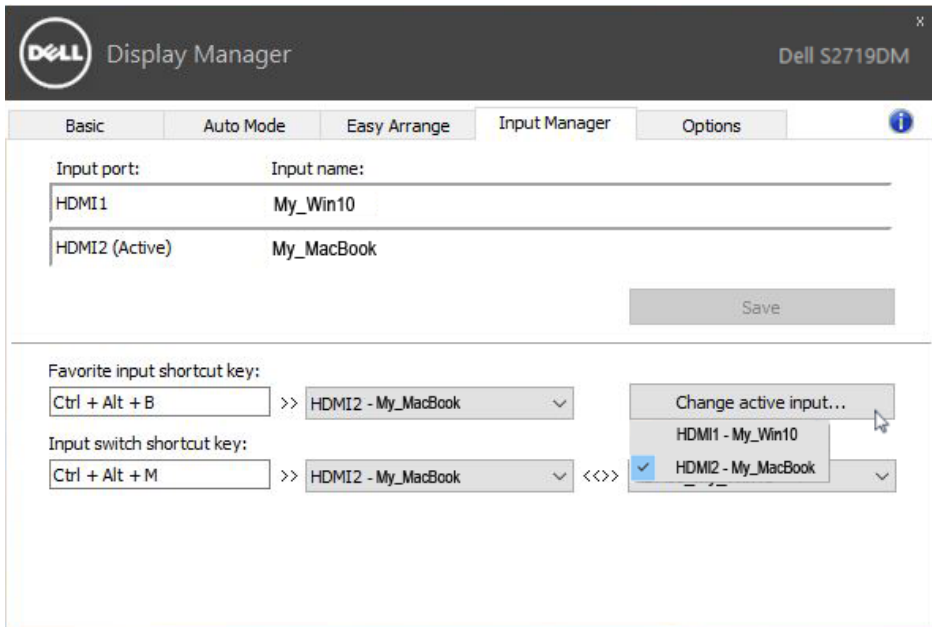 x
DELL Display Manager Dell S2719DM
Basic Auto Mode Easy Arrange Input Manager Options i
Input port: Input name:
HDMI1 My_Win10
HDMI2 (Active) My_MacBook
Save
Favorite input shortcut key:
Ctrl + Alt + B >> HDMI2 - My_MacBook Change active input...
HDMI1 - My_Win10
Input switch shortcut key:
HDMI2 - My_MacBook
Ctrl + Alt + M >> HDMI2 - My_MacBook <<>>